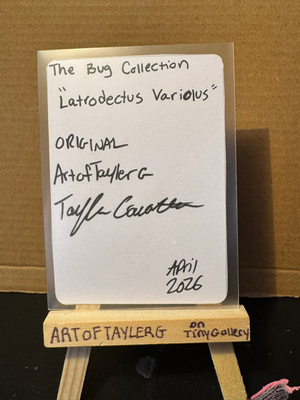 The Bug Collection
"Latrodectus Variolus"
ORIGINAL
ArtofTaylerG
April
2026
ARTOFTAYLERG on TinyGallery